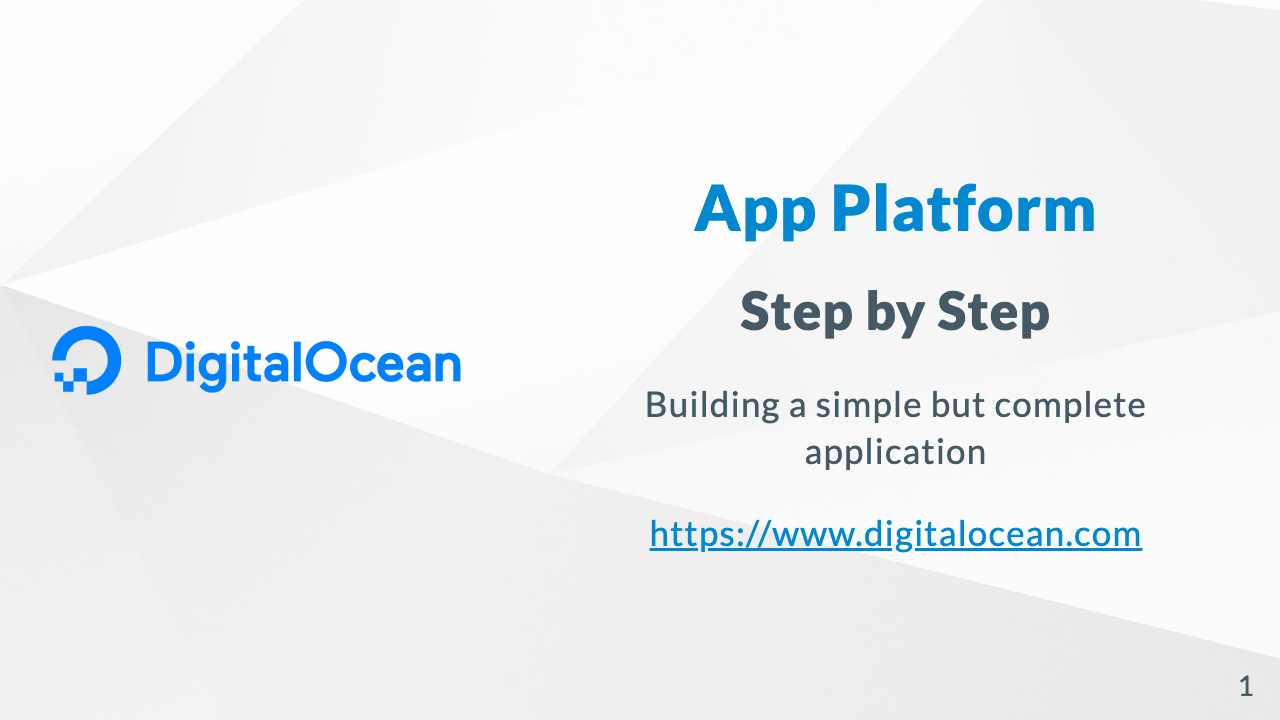 DigitalOcean
App Platform
Step by Step
Building a simple but complete
application
https://www.digitalocean.com
1